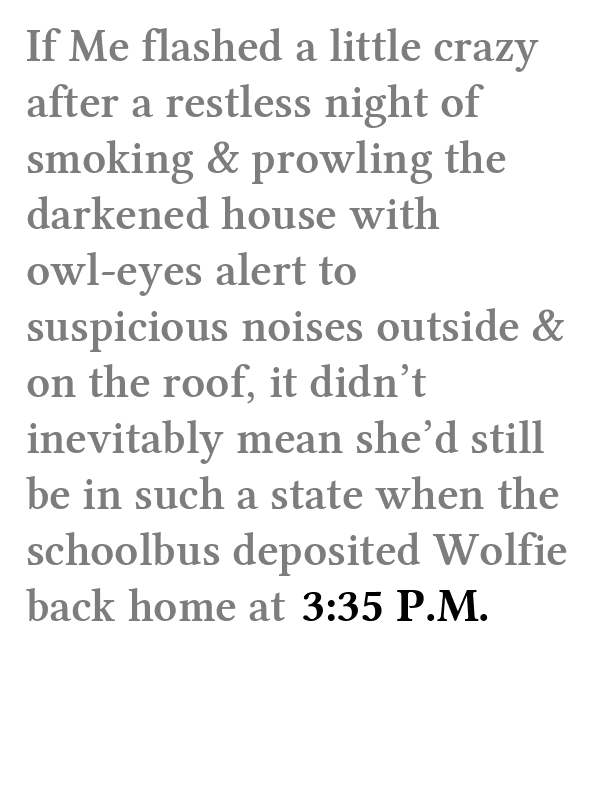 If Me flashed a little crazy
after a restless night of
smoking & prowling the
darkened house with
owl-eyes alert to
suspicious noises outside &
on the roof, it didn’t
inevitably mean she’d still
be in such a state when the
schoolbus deposited Wolfie
back home at 3:35 P.M.